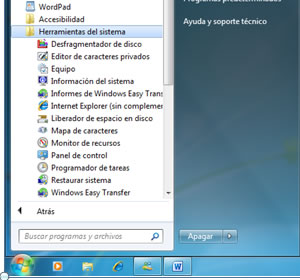 WordPad
Accesibilidad
Herramientas del sistema
Desfragmentador de disco
Editor de caracteres privados
Equipo
Información del sistema
Informes de Windows Easy Trans
Internet Explorer (sin complemen
Liberador de espacio en disco
Mapa de caracteres
Monitor de recursos
Panel de control
Programador de tareas
Restaurar sistema
Windows Easy Transfer
Atrás
Buscar programas y archivos
Ayuda y soporte técnico
Apagar